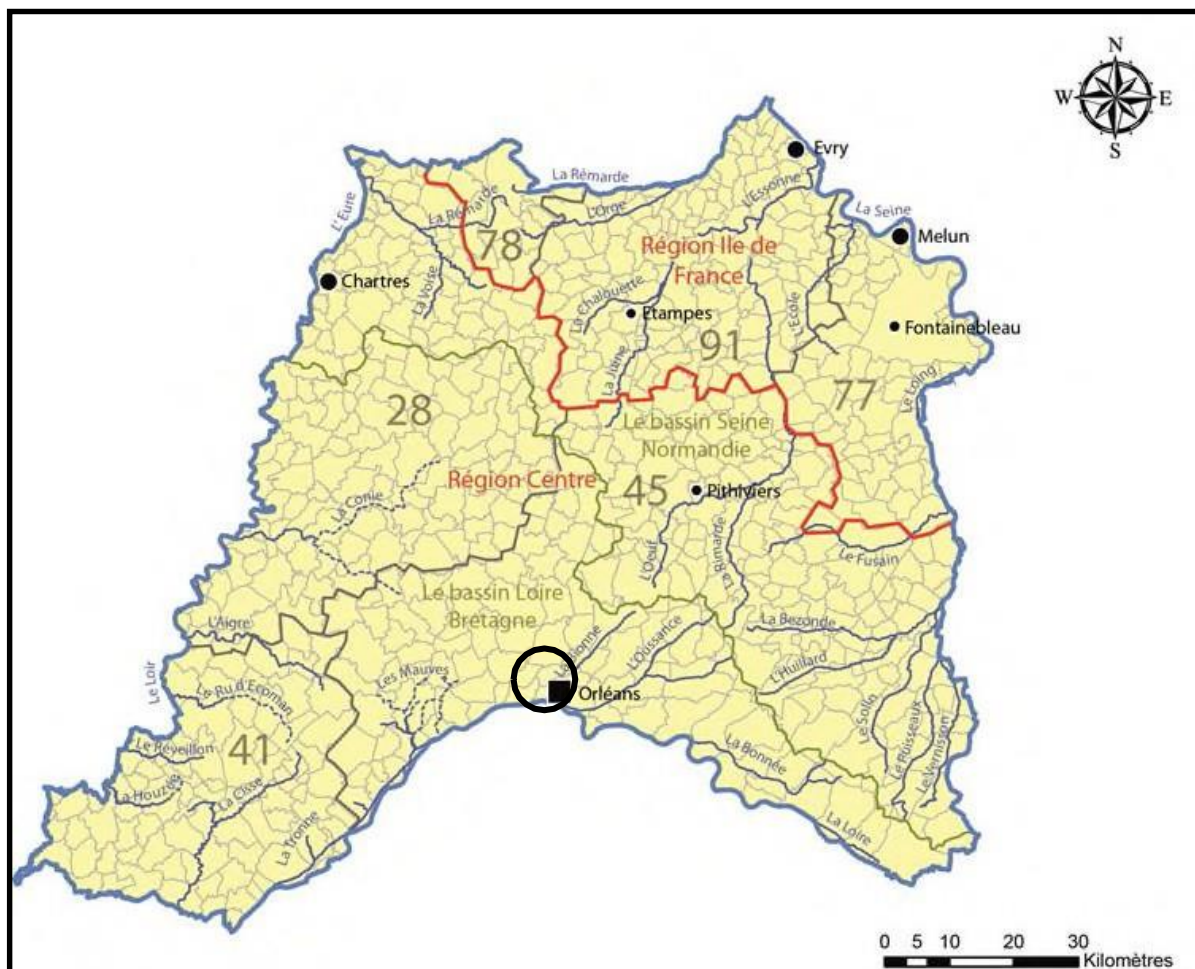 N
W E
S
Evry
La Rémarde
L'Essonne
La Rémarde
L'Orge
La Seine
L'Eure
Melun
78
Région Ile de
France
Chartres
La Voise
La Chalouette
Etampes
L'Ecole
Fontainebleau
91
La Juine
77
Le Loing
28
Le bassin Seine
Normandie
Région Centre
45
Pithiviers
La Conie
L'Oeuf
La Rimarde
Le Fusain
Le bassin Loire
Bretagne
L'Aigre
La Bezonde
La Bionne
L'Oussance
Le Loir
Les Mauves
L'Huillard
Le Ru d'Ecoman
Orléans
Le Solin
Le Puiseaux
Le Vernisson
Le Réveillon
41
La Bonnée
La Houzée
La Cisse
La Tronne
La Loire
0 5 10 20 30
Kilomètres